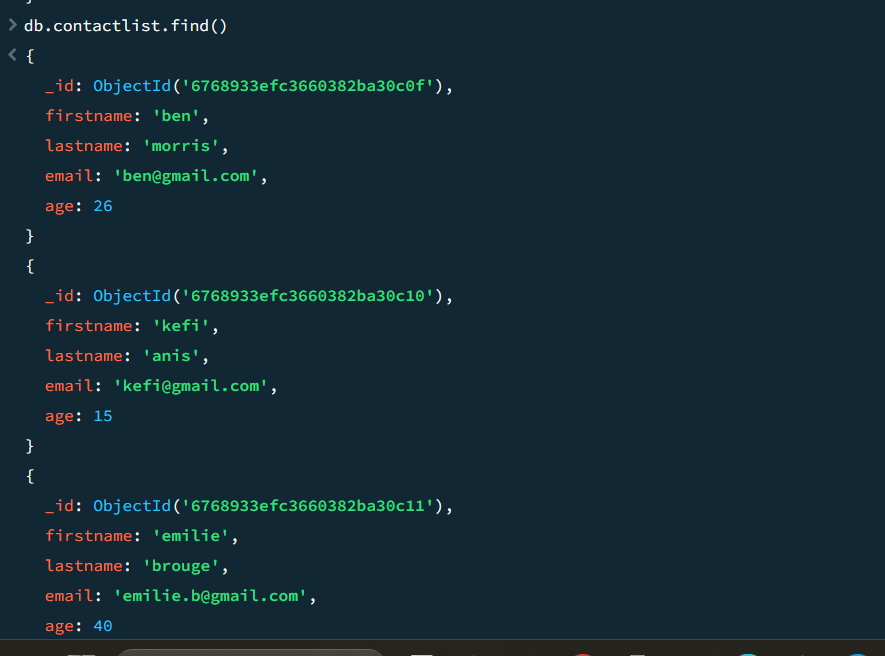 }
> db.contactlist.find()
< {
_id: ObjectId('6768933efc3660382ba30c0f'),
firstname: 'ben',
lastname: 'morris',
email: 'ben@gmail.com',
age: 26
}
{
_id: ObjectId('6768933efc3660382ba30c10'),
firstname: 'kefi',
lastname: 'anis',
email: 'kefi@gmail.com',
age: 15
}
{
_id: ObjectId('6768933efc3660382ba30c11'),
firstname: 'emilie',
lastname: 'brouge',
email: 'emilie.b@gmail.com',
age: 40